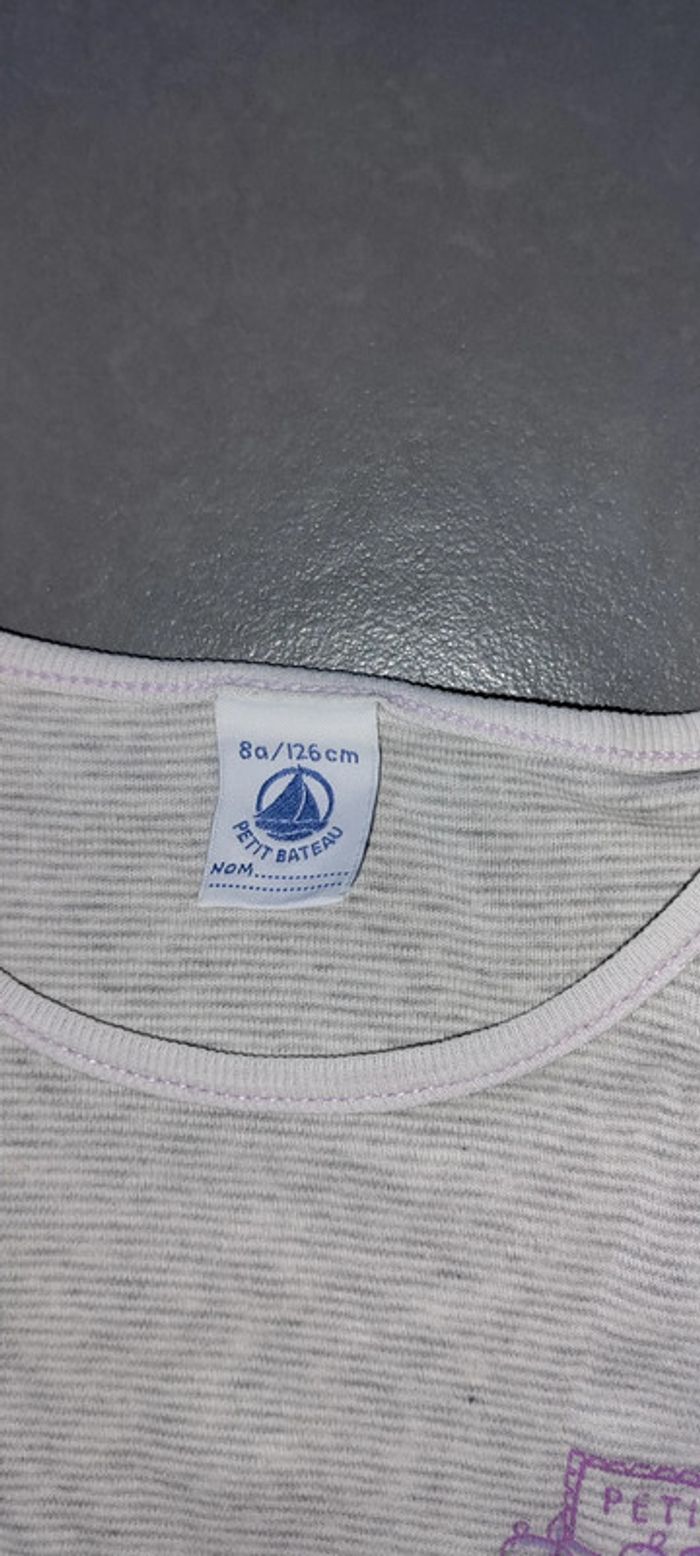 8a/126cm
PETIT BATEAU
NOM
PETI